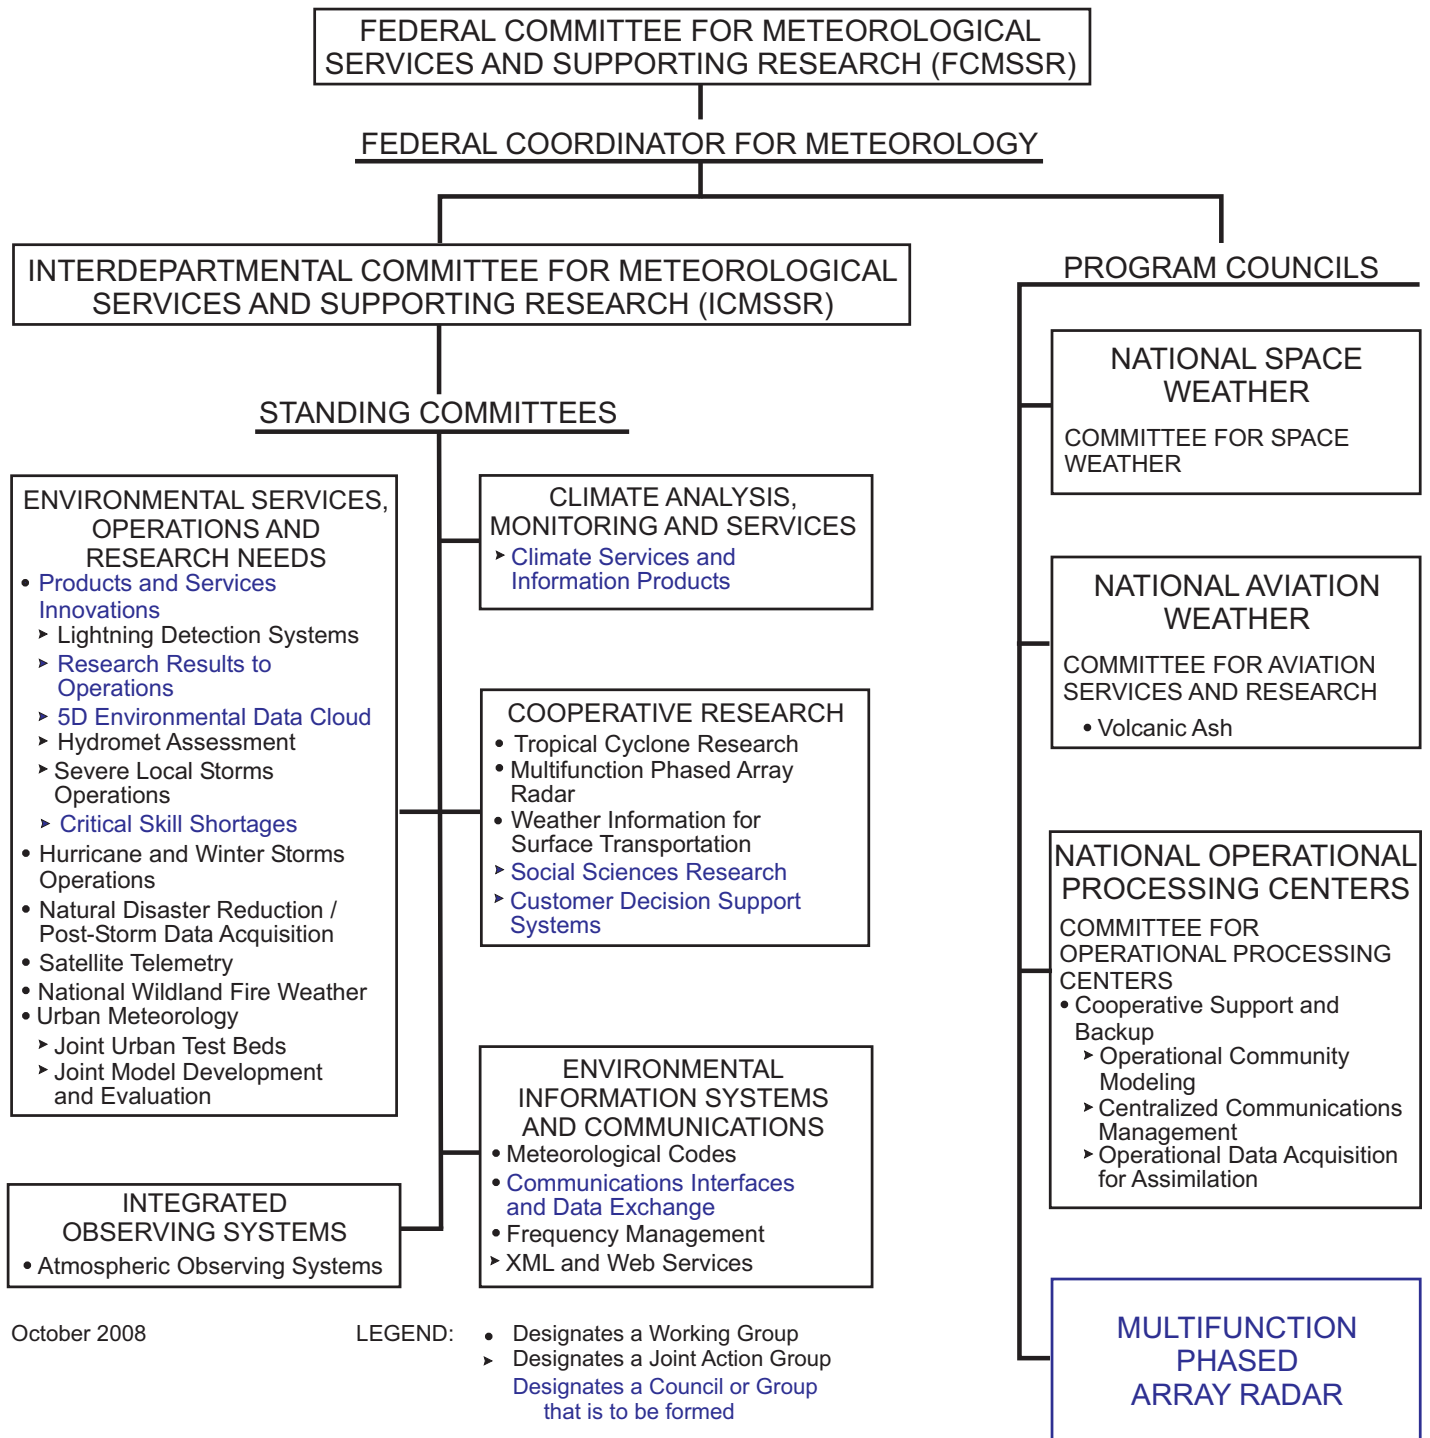 FEDERAL COMMITTEE FOR METEOROLOGICAL
SERVICES AND SUPPORTING RESEARCH (FCMSSR)
FEDERAL COORDINATOR FOR METEOROLOGY
INTERDEPARTMENTAL COMMITTEE FOR METEOROLOGICAL
SERVICES AND SUPPORTING RESEARCH (ICMSSR)
STANDING COMMITTEES
ENVIRONMENTAL SERVICES,
OPERATIONS AND
RESEARCH NEEDS
• Products and Services
Innovations
➤ Lightning Detection Systems
➤ Research Results to
Operations
➤ 5D Environmental Data Cloud
➤ Hydromet Assessment
➤ Severe Local Storms
Operations
➤ Critical Skill Shortages
• Hurricane and Winter Storms
Operations
• Natural Disaster Reduction /
Post-Storm Data Acquisition
• Satellite Telemetry
• National Wildland Fire Weather
• Urban Meteorology
➤ Joint Urban Test Beds
➤ Joint Model Development
and Evaluation
INTEGRATED
OBSERVING SYSTEMS
• Atmospheric Observing Systems
CLIMATE ANALYSIS,
MONITORING AND SERVICES
➤ Climate Services and
Information Products
COOPERATIVE RESEARCH
• Tropical Cyclone Research
• Multifunction Phased Array
Radar
• Weather Information for
Surface Transportation
➤ Social Sciences Research
➤ Customer Decision Support
Systems
ENVIRONMENTAL
INFORMATION SYSTEMS
AND COMMUNICATIONS
• Meteorological Codes
• Communications Interfaces
and Data Exchange
• Frequency Management
➤ XML and Web Services
PROGRAM COUNCILS
NATIONAL SPACE
WEATHER
COMMITTEE FOR SPACE
WEATHER
NATIONAL AVIATION
WEATHER
COMMITTEE FOR AVIATION
SERVICES AND RESEARCH
• Volcanic Ash
NATIONAL OPERATIONAL
PROCESSING CENTERS
COMMITTEE FOR
OPERATIONAL PROCESSING
CENTERS
• Cooperative Support and
Backup
➤ Operational Community
Modeling
➤ Centralized Communications
Management
➤ Operational Data Acquisition
for Assimilation
MULTIFUNCTION
PHASED
ARRAY RADAR
October 2008
LEGEND:
• Designates a Working Group
➤ Designates a Joint Action Group
Designates a Council or Group
that is to be formed